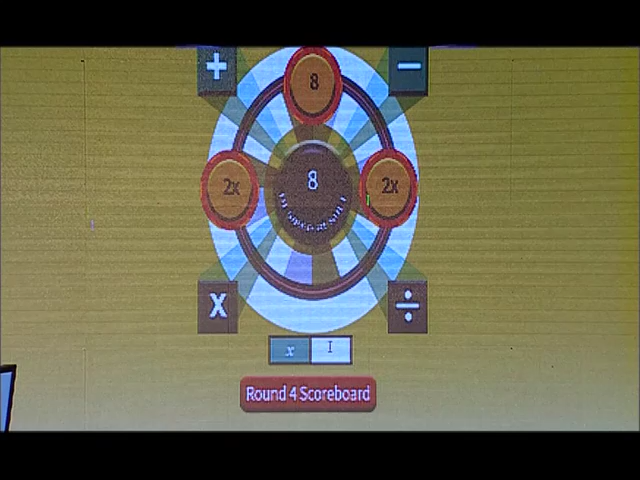 + −
8
2x 8 2x
X ÷
x
Round 4 Scoreboard